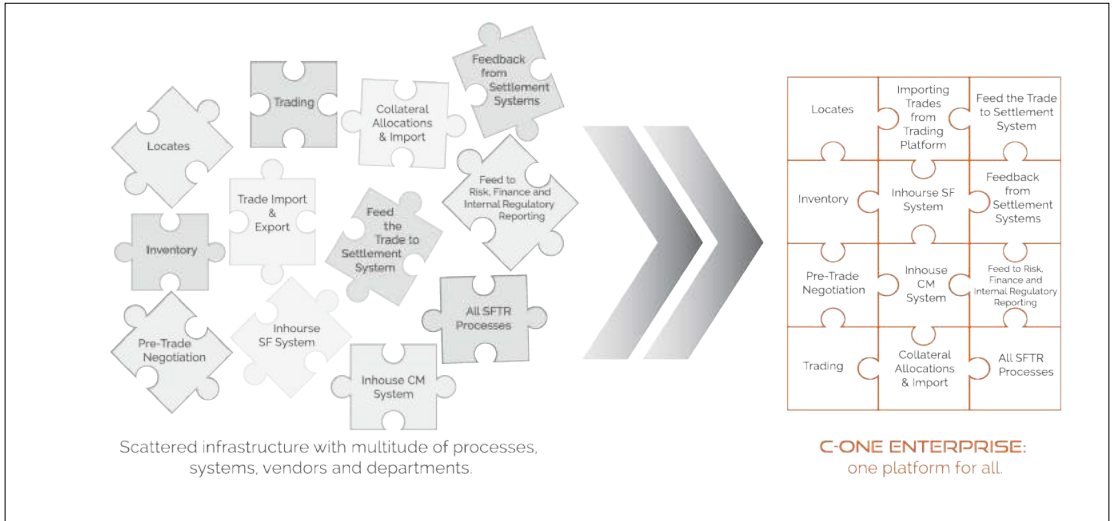 Locates
Trading
Collateral
Allocations
& Import
Feedback
from
Settlement
Systems
Inventory
Trade Import
&
Export
Feed
the
Trade to
Settlement
System
Feed to
Risk, Finance and
Internal Regulatory
Reporting
Pre-Trade
Negotiation
Inhourse
SF System
Inhouse CM
System
All SFTR
Processes
Scattered infrastructure with multitude of processes,
systems, vendors and departments.
Locates
Importing
Trades
from
Trading
Platform
Feed the Trade
to Settlement
System
Inventory
Inhourse SF
System
Feedback
from
Settlement
Systems
Pre-Trade
Negotiation
Inhouse
CM
System
Feed to Risk,
Finance and
Internal Regulatory
Reporting
Trading
Collateral
Allocations
& Import
All SFTR
Processes
C-ONE ENTERPRISE:
one platform for all.